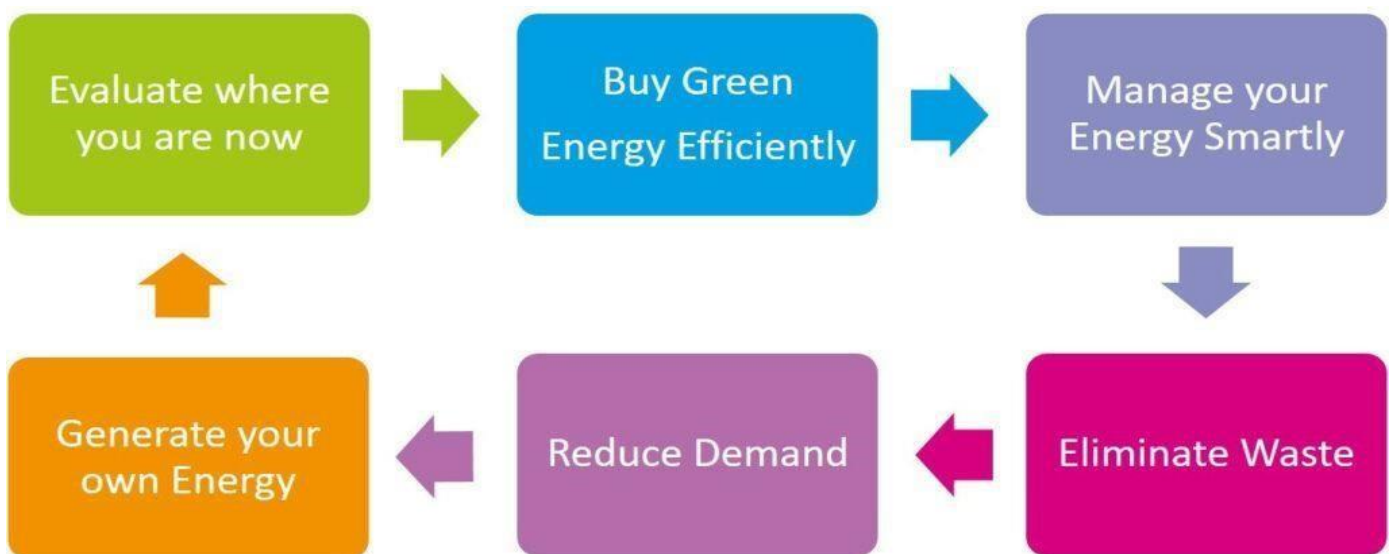 Evaluate where
you are now
Buy Green
Energy Efficiently
Manage your
Energy Smartly
Eliminate Waste
Reduce Demand
Generate your
own Energy